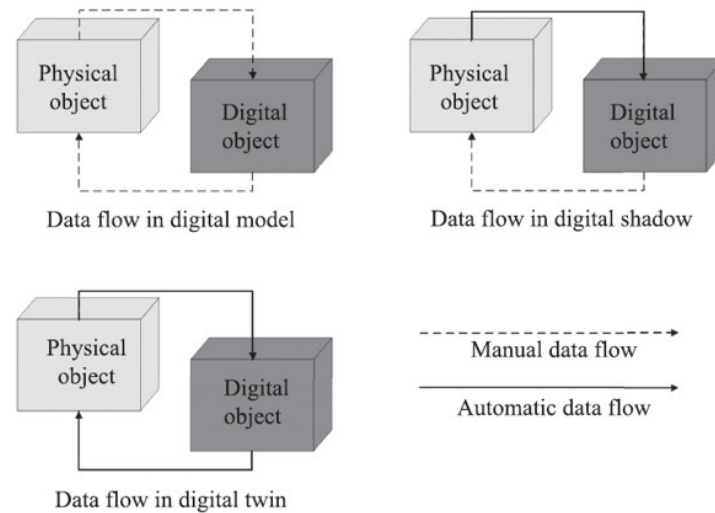 Physical
object
Digital
object
Data flow in digital model
Physical
object
Digital
object
Data flow in digital shadow
Physical
object
Digital
object
Data flow in digital twin
Manual data flow
Automatic data flow